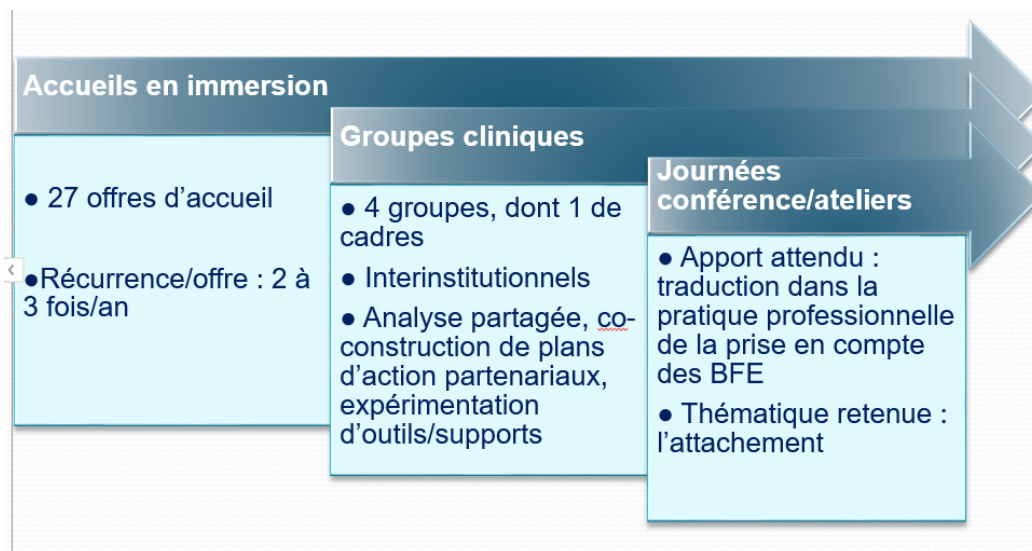 Accueils en immersion
● 27 offres d’accueil
●Récurrence/offre : 2 à
3 fois/an
Groupes cliniques
● 4 groupes, dont 1 de
cadres
● Interinstitutionnels
● Analyse partagée, co-
construction de plans
d’action partenariaux,
expérimentation
d’outils/supports
Journées
conférence/ateliers
● Apport attendu :
traduction dans la
pratique professionnelle
de la prise en compte
des BFE
● Thématique retenue :
l’attachement